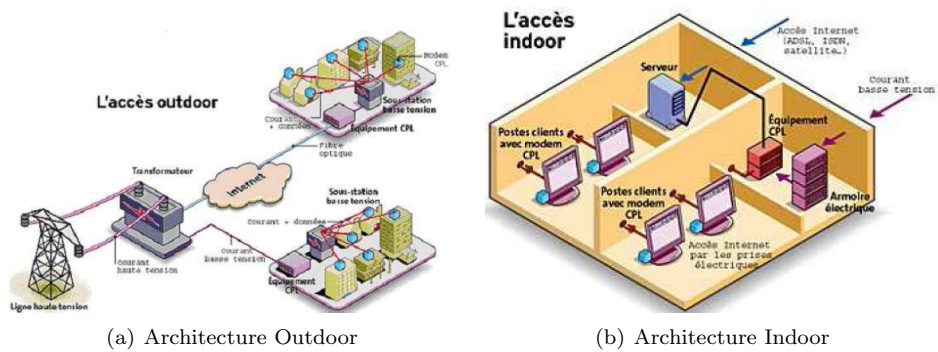 L'accès outdoor
Modem
CPL
Sous-station
basse tension
Courant
+ données
Équipement CPL
Fibre
optique
Internet
Transformateur
Sous-station
basse tension
Courant + données
Courant
basse tension
Courant
haute tension
Équipement
CPL
Ligne haute tension
(a) Architecture Outdoor
L'accès
indoor
Accès Internet
(ADSL, ISDN,
satellite…)
Serveur
Courant
basse tension
Équipement
CPL
Postes clients
avec modem
CPL
Postes clients
avec modem
CPL
Armoire
électrique
Accès Internet
par les prises
électriques
(b) Architecture Indoor